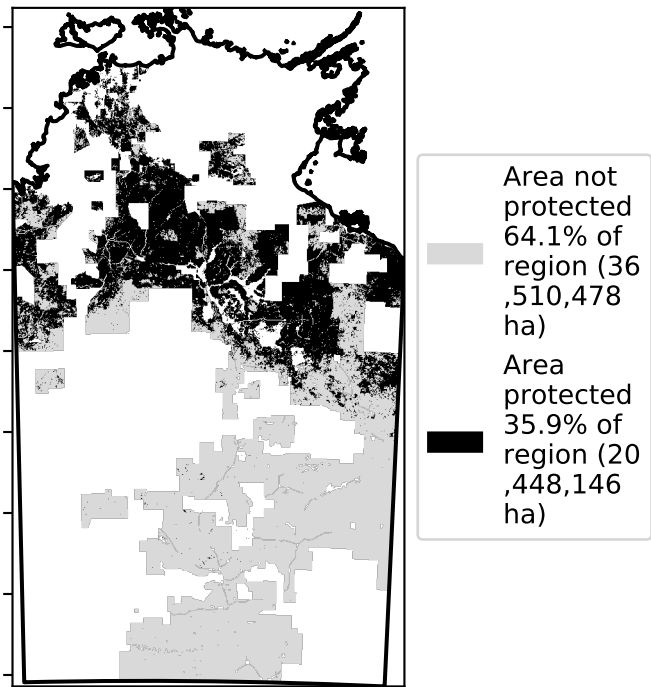 Area not
protected
64.1% of
region (36
,510,478
ha)
Area
protected
35.9% of
region (20
,448,146
ha)